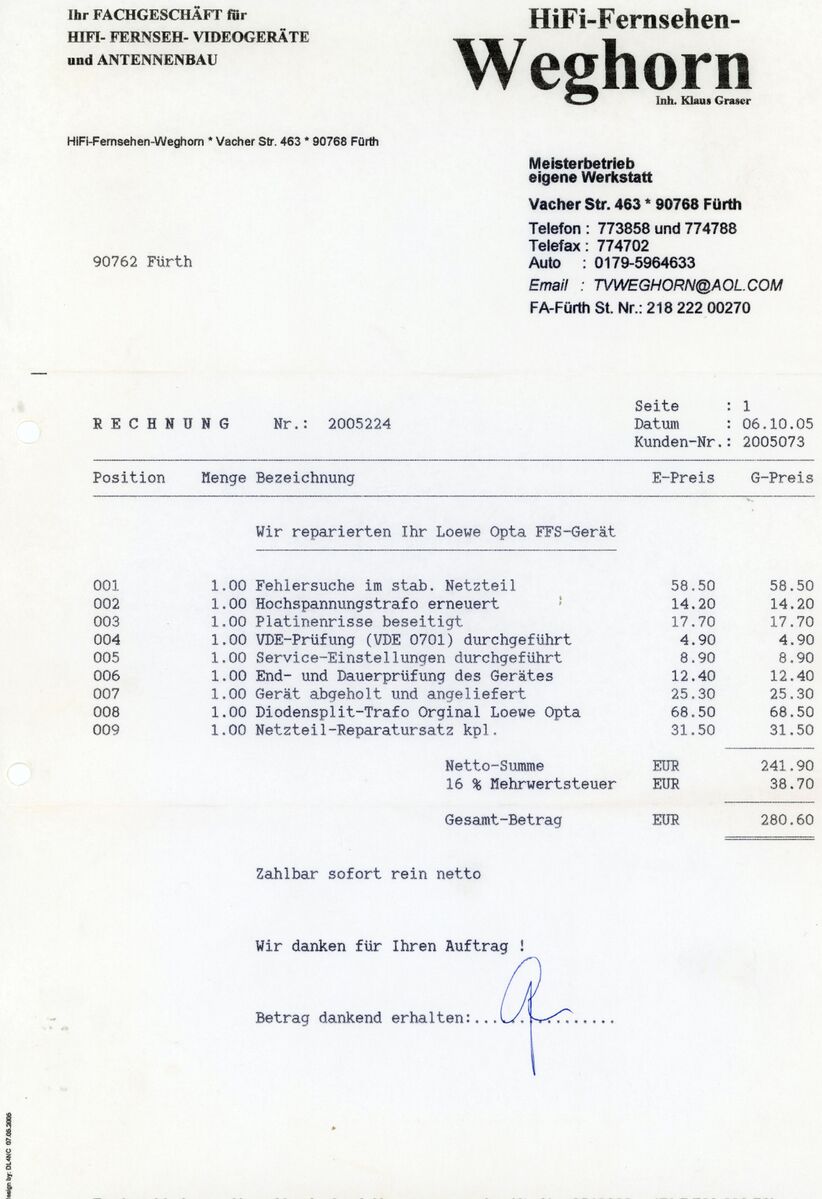 Ihr FACHGESCHÄFT für
HIFI- FERNSEH- VIDEOGERÄTE
und ANTENNENBAU
HiFi-Fernsehen-
Weghorn
Inh. Klaus Graser
HiFi-Fernsehen-Weghorn * Vacher Str. 463 * 90768 Fürth
Meisterbetrieb
eigene Werkstatt
Vacher Str. 463 * 90768 Fürth
Telefon : 773858 und 774788
Telefax : 774702
Auto : 0179-5964633
Email : TVWEGHORN@AOL.COM
FA-Fürth St. Nr.: 218 222 00270
90762 Fürth
Seite : 1
RECHNUNG Nr.: 2005224 Datum : 06.10.05
Kunden-Nr.: 2005073
Position Menge Bezeichnung E-Preis G-Preis
Wir reparierten Ihr Loewe Opta FFS-Gerät
001 1.00 Fehlersuche im stab. Netzteil 58.50 58.50
002 1.00 Hochspannungstrafo erneuert 14.20 14.20
003 1.00 Platinenrisse beseitigt 17.70 17.70
004 1.00 VDE-Prüfung (VDE 0701) durchgeführt 4.90 4.90
005 1.00 Service-Einstellungen durchgeführt 8.90 8.90
006 1.00 End- und Dauerprüfung des Gerätes 12.40 12.40
007 1.00 Gerät abgeholt und angeliefert 25.30 25.30
008 1.00 Diodensplit-Trafo Orginal Loewe Opta 68.50 68.50
009 1.00 Netzteil-Reparatursatz kpl. 31.50 31.50
Netto-Summe EUR 241.90
16 % Mehrwertsteuer EUR 38.70
Gesamt-Betrag EUR 280.60
Zahlbar sofort rein netto
Wir danken für Ihren Auftrag !
Betrag dankend erhalten:................